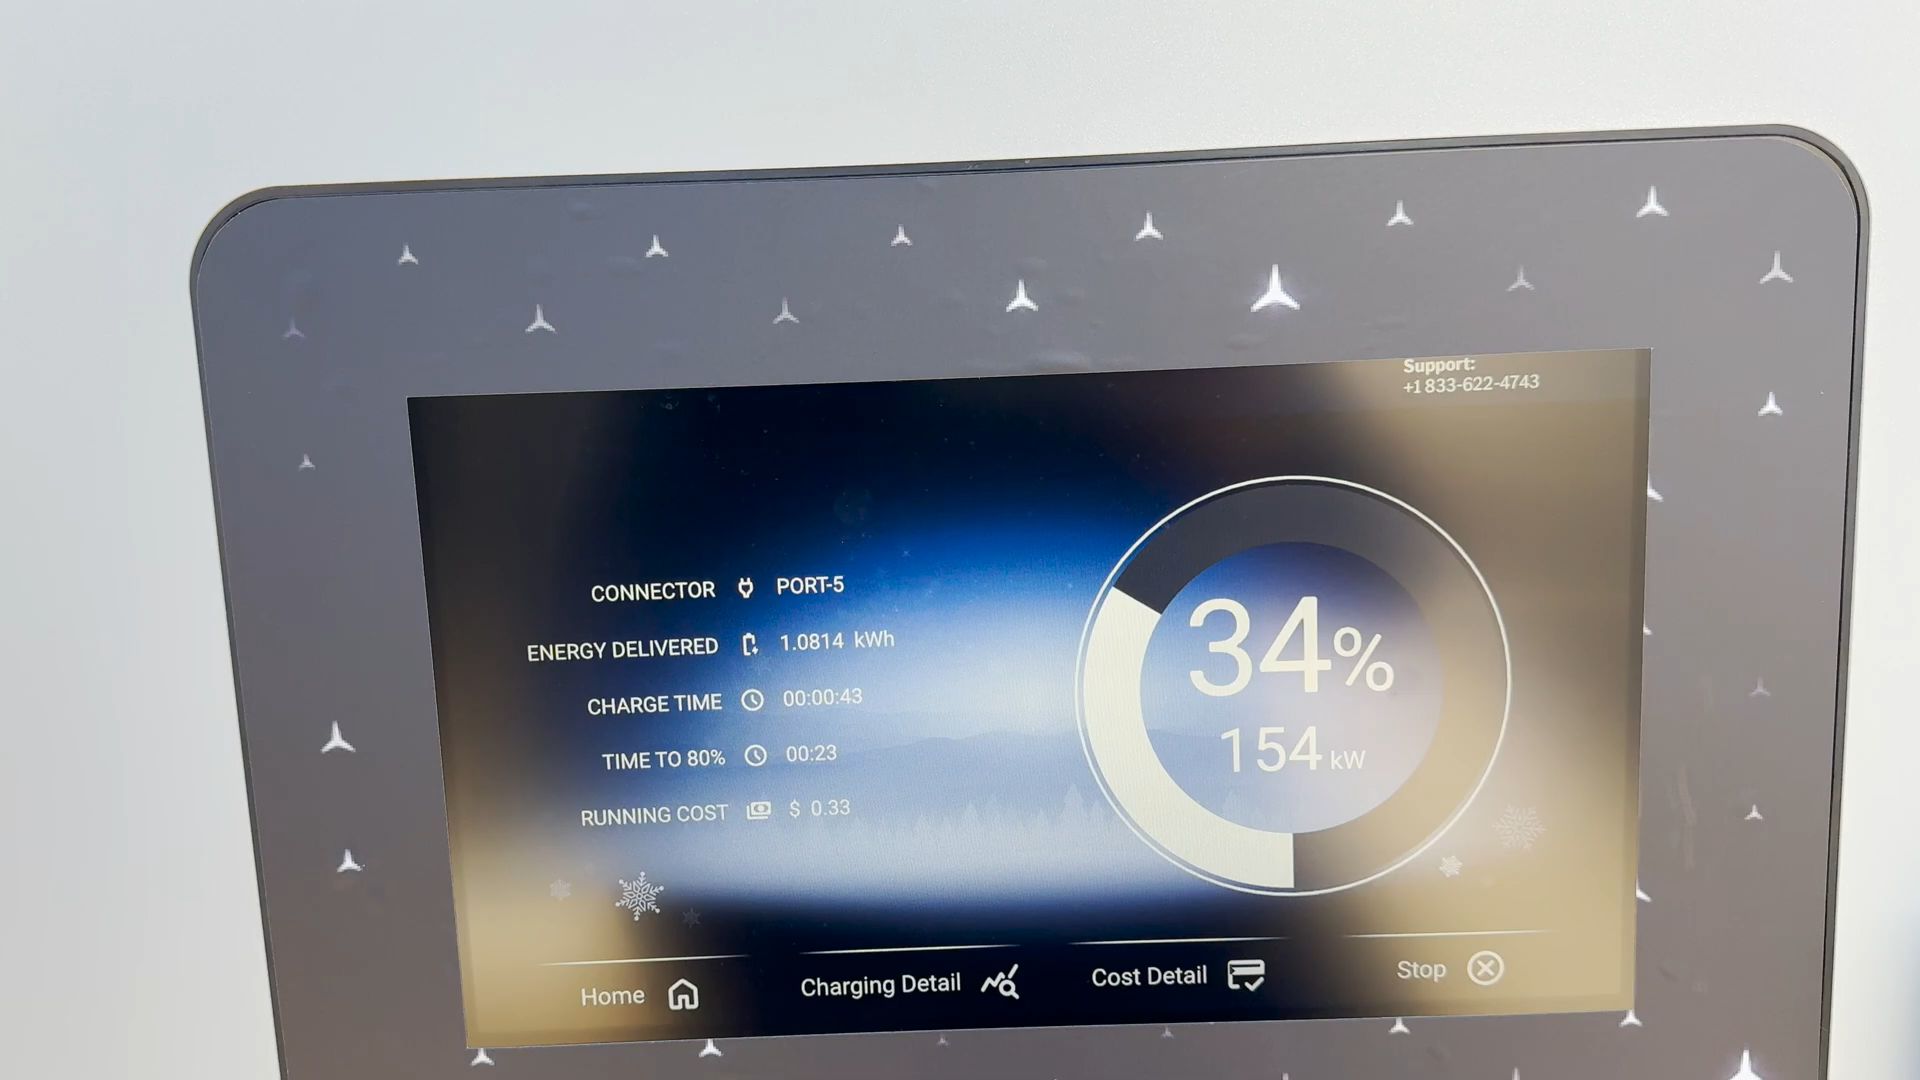 Support:
+1 833-622-4743
CONNECTOR PORT-5
ENERGY DELIVERED 1.0814 kWh
CHARGE TIME 00:00:43
TIME TO 80% 00:23
RUNNING COST $ 0.33
34%
154 kW
Home
Charging Detail
Cost Detail
Stop